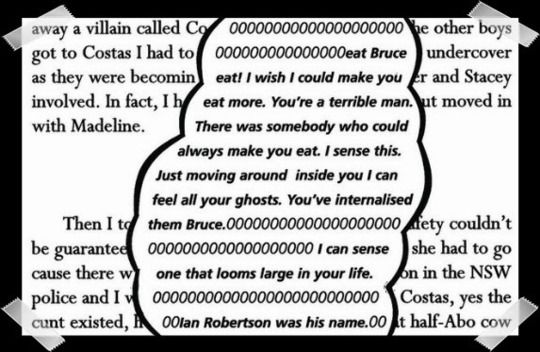 away a villain called Co 00000000000000000000 he other boys
got to Costas I had to 000000000000000eat Bruce undercover
as they were becomin eat! I wish I could make you er and Stacey
involved. In fact, I h eat more. You're a terrible man. ut moved in
with Madeline. There was somebody who could
always make you eat. I sense this.
Just moving around inside you I can
feel all your ghosts. You've internalised
Then I to them Bruce.00000000000000000000 fety couldn't
be guarantee 0000000000000000000 I can sense she had to go
cause there w one that looms large in your life. on in the NSW
police and I w 00000000000000000000000000 Costas, yes the
cunt existed, h 00Ian Robertson was his name.00 t half-Abo cow